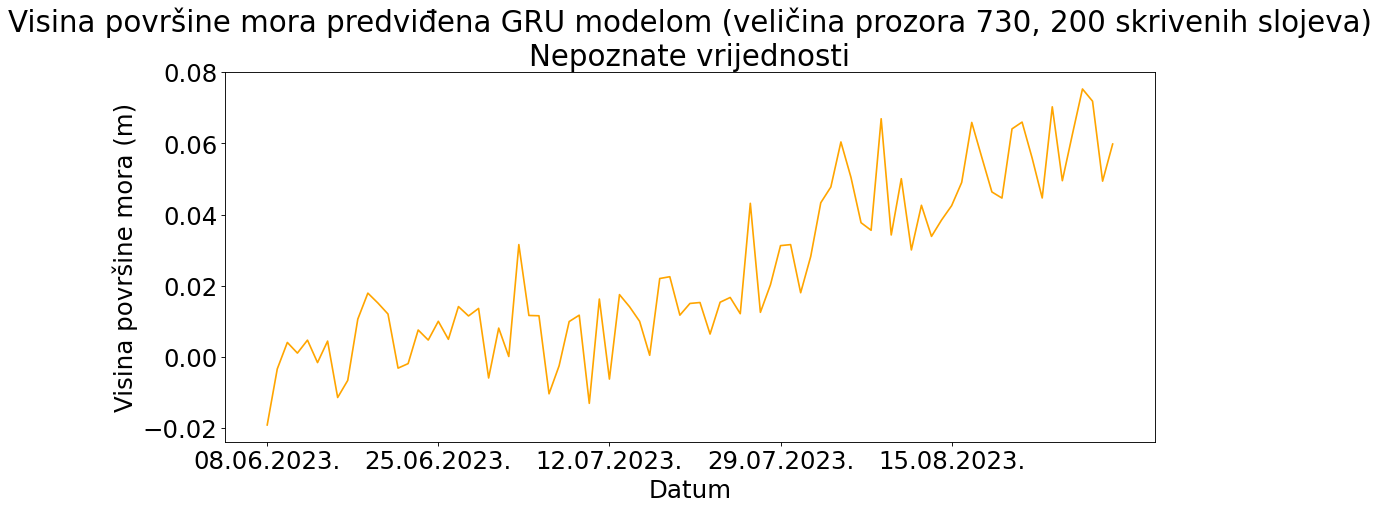 Visina površine mora predviđena GRU modelom (veličina prozora 730, 200 skrivenih slojeva)
Nepoznate vrijednosti
Visina površine mora (m)
0.08
0.06
0.04
0.02
0.00
−0.02
08.06.2023. 25.06.2023. 12.07.2023. 29.07.2023. 15.08.2023.
Datum